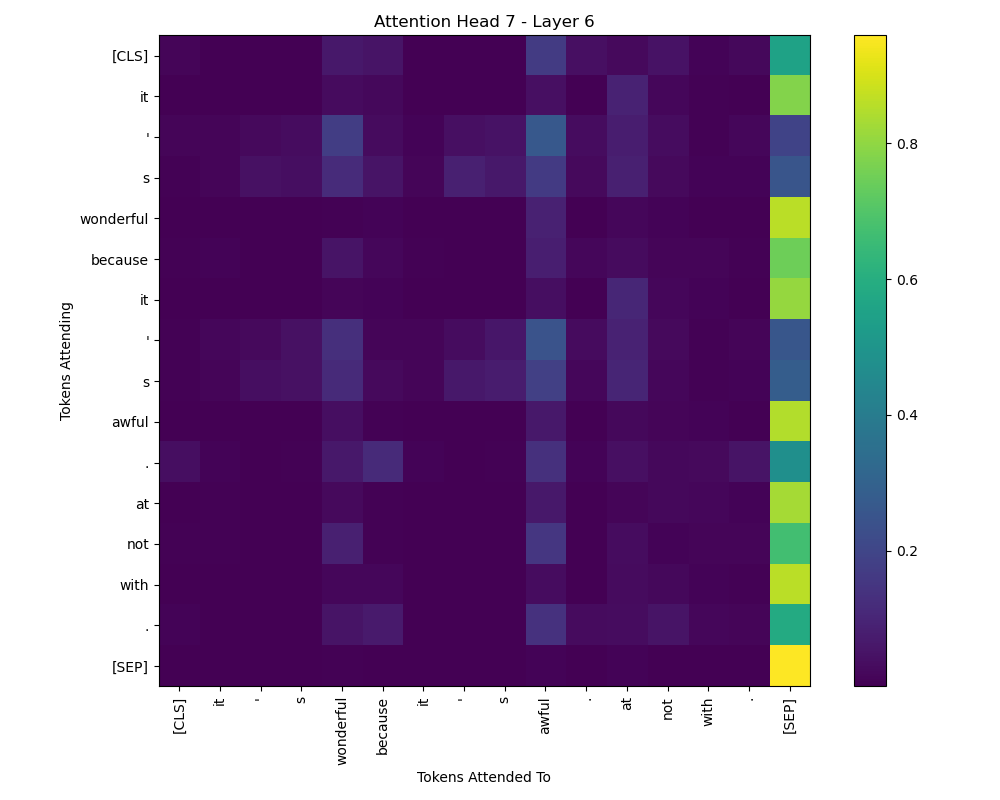 Attention Head 7 - Layer 6
[CLS]
it
'
s
wonderful
because
it
'
s
awful
.
at
not
with
.
[SEP]
Tokens Attending
[CLS]
it
'
s
wonderful
because
it
'
s
awful
.
at
not
with
.
[SEP]
Tokens Attended To
0.8
0.6
0.4
0.2